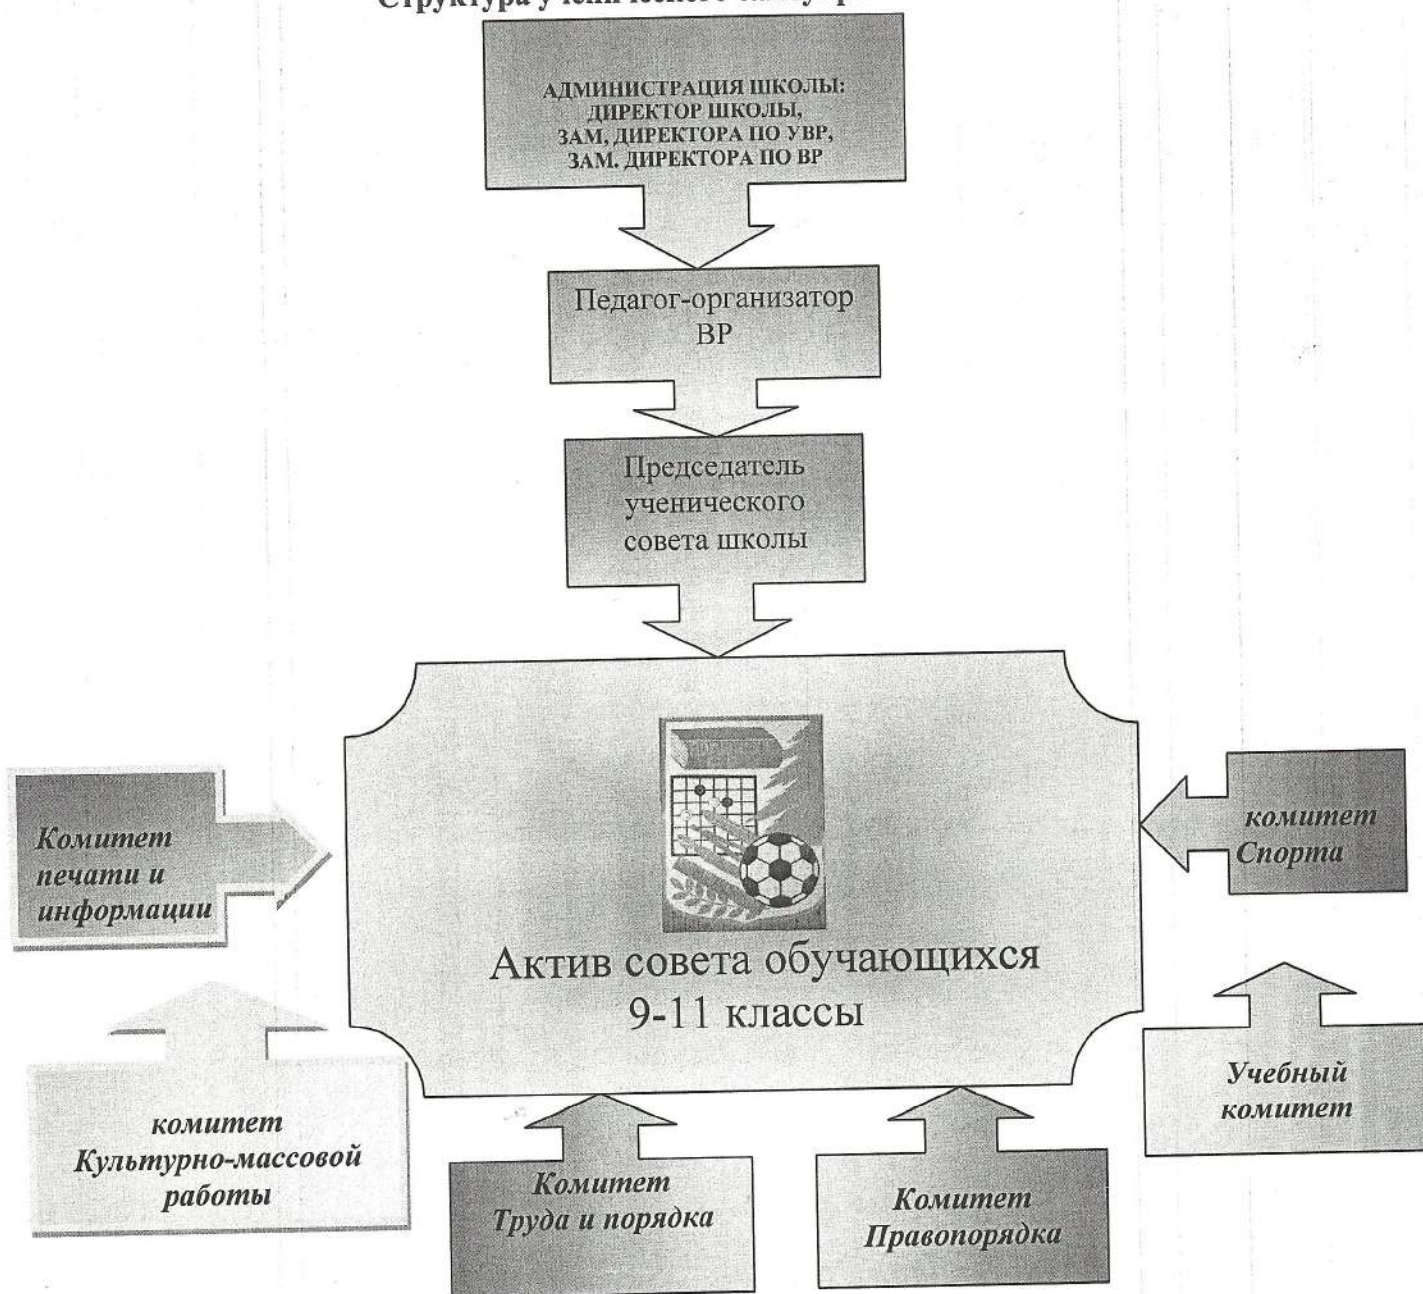 Структура
АДМИНИСТРАЦИЯ ШКОЛЫ:
ДИРЕКТОР ШКОЛЫ,
ЗАМ, ДИРЕКТОРА ПО УВР,
ЗАМ. ДИРЕКТОРА ПО ВР
Педагог-организатор
ВР
Председатель
ученического
совета школы
Комитет
печати и
информации
комитет
Спорта
Актив совета обучающихся
9-11 классы
комитет
Культурно-массовой
работы
Комитет
Труда и порядка
Комитет
Правопорядка
Учебный
комитет